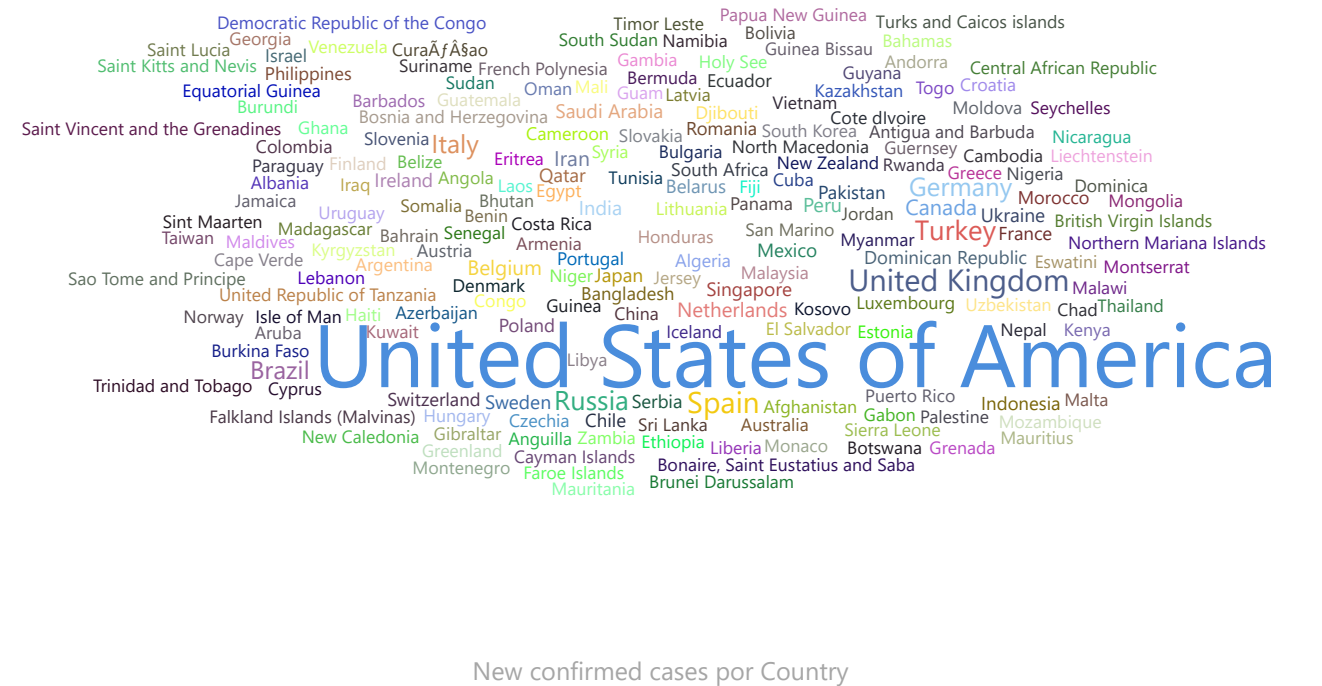 Democratic Republic of the Congo Timor Leste Papua New Guinea Turks and Caicos islands
Georgia South Sudan Namibia Bolivia Bahamas
Saint Lucia Israel Venezuela CuraÃƒÂ§ao Guinea Bissau
Saint Kitts and Nevis Philippines Suriname French Polynesia Gambia Holy See Andorra Central African Republic
Equatorial Guinea Sudan Oman Mali Bermuda Ecuador Guyana Kazakhstan Togo Croatia
Burundi Barbados Guatemala Guam Latvia Vietnam Moldova Seychelles
Bosnia and Herzegovina Saudi Arabia Djibouti Cote dIvoire
Saint Vincent and the Grenadines Ghana Slovenia Cameroon Slovakia Romania South Korea Antigua and Barbuda Nicaragua
Colombia Italy Eritrea Iran Syria Bulgaria North Macedonia Guernsey Cambodia Liechtenstein
Paraguay Finland Belize Qatar South Africa New Zealand Rwanda Greece Nigeria
Albania Iraq Ireland Angola Laos Egypt Tunisia Belarus Fiji Cuba Pakistan Germany Dominica
Jamaica Uruguay Somalia Bhutan India Lithuania Panama Peru Jordan Canada Morocco Mongolia
Sint Maarten Madagascar Benin Costa Rica San Marino Ukraine British Virgin Islands
Taiwan Maldives Bahrain Senegal Armenia Honduras Myanmar Turkey France Northern Mariana Islands
Cape Verde Kyrgyzstan Austria Portugal Algeria Mexico Dominican Republic Eswatini Montserrat
Sao Tome and Principe Lebanon Argentina Belgium Niger Japan Jersey Malaysia United Kingdom Malawi
United Republic of Tanzania Denmark Congo Bangladesh Singapore Luxembourg Uzbekistan Chad Thailand
Norway Isle of Man Haiti Azerbaijan Guinea China Netherlands Kosovo
Aruba Kuwait Poland Iceland El Salvador Estonia Nepal Kenya
Burkina Faso United States of America
Brazil Libya
Trinidad and Tobago Cyprus Switzerland Sweden Russia Serbia Spain Afghanistan Puerto Rico Indonesia Malta
Falkland Islands (Malvinas) Hungary Czechia Chile Sri Lanka Australia Gabon Palestine Mozambique
New Caledonia Gibraltar Anguilla Zambia Ethiopia Sierra Leone Mauritius
Greenland Cayman Islands Liberia Monaco Botswana Grenada
Montenegro Faroe Islands Bonaire, Saint Eustatius and Saba
Mauritania Brunei Darussalam
New confirmed cases por Country